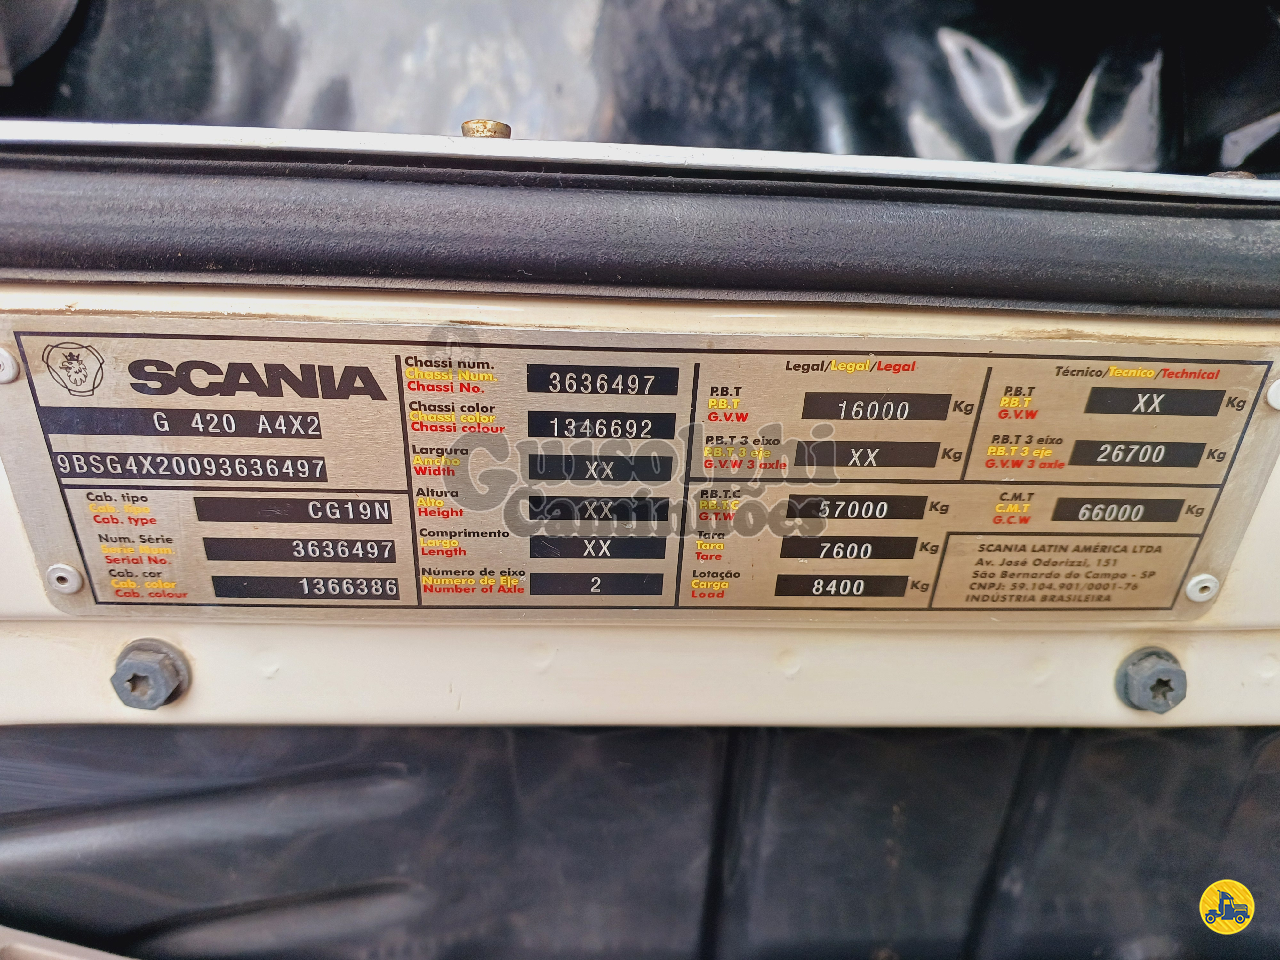 SCANIA
G 420 A4X2
9BSG4X20093636497
Cab. tipo
Cab. tipo
Cab. type
CG19N
Num. Série
Serie Num.
Serial No.
3636497
Cab. cor
Cab. color
Cab. colour
1366386
Chassi num.
Chassi Num.
Chassi No.
3636497
Chassi color
Chassi color
Chassi colour
1346692
Largura
Ancho
Width
XX
Altura
Alto
Height
XX
Comprimento
Largo
Length
XX
Número de eixo
Numero de Eje
Number of Axle
2
Legal/Legal/Legal
P.B.T
P.B.T
G.V.W
16000 Kg
P.B.T 3 eixo
P.B.T 3 eje
G.V.W 3 axle
XX Kg
P.B.T.C
P.B.T.C
G.T.W
57000 Kg
Tara
Tara
Tare
7600 Kg
Lotação
Carga
Load
8400 Kg
Técnico/Tecnico/Technical
P.B.T
P.B.T
G.V.W
XX Kg
P.B.T 3 eixo
P.B.T 3 eje
G.V.W 3 axle
26700 Kg
C.M.T
C.M.T
G.C.W
66000 Kg
SCANIA LATIN AMÉRICA LTDA
Av. José Odorizzi, 151
São Bernardo do Campo - SP
CNPJ: 59.104.901/0001-76
INDÚSTRIA BRASILEIRA
Gusolghi
Caminhões